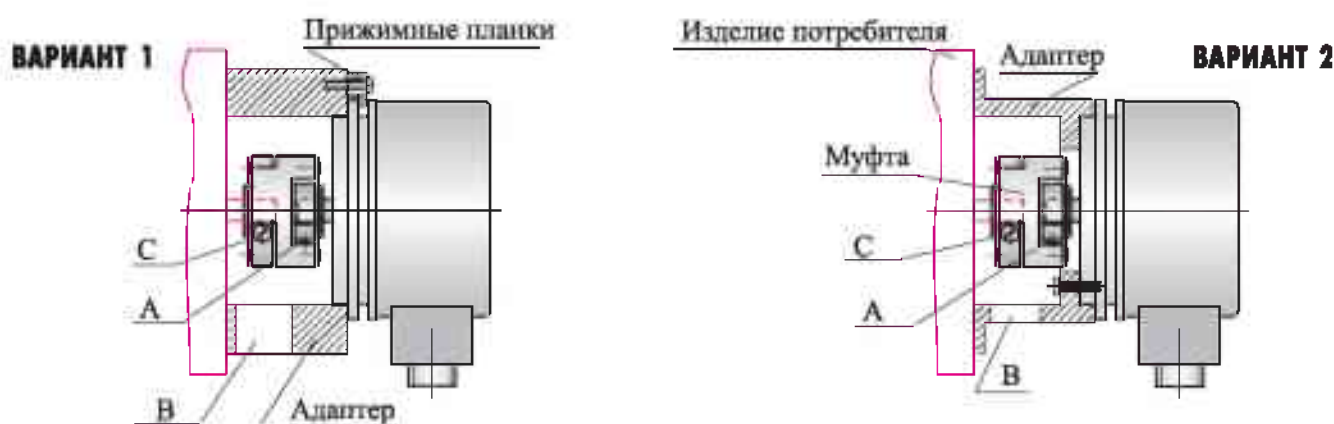 ВАРИАНТ 1
Прижимные планки
C
A
B
Адаптер
Изделие потребителя
Адаптер
ВАРИАНТ 2
Муфта
C
A
B